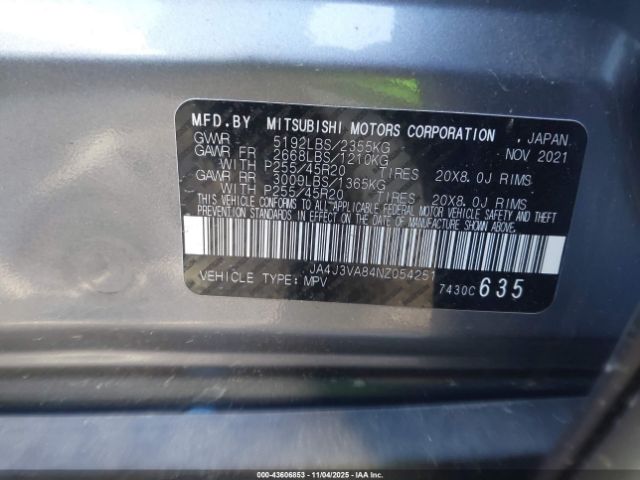 MFD.BY MITSUBISHI MOTORS CORPORATION , JAPAN
GVWR 5192LBS/2355KG NOV 2021
GAWR FR 2668LBS/1210KG
WITH P255/45R20 TIRES 20X8.0J RIMS
GAWR RR 3009LBS/1365KG
WITH P255/45R20 TIRES 20X8.0J RIMS
THIS VEHICLE CONFORMS TO ALL APPLICABLE FEDERAL MOTOR VEHICLE SAFETY AND THEFT
PREVENTION STANDARDS IN EFFECT ON THE DATE OF MANUFACTURE SHOWN ABOVE.
JA4J3VA84NZ054251
VEHICLE TYPE: MPV
7430C 635
00-43606853 - 11/04/2025 - IAAI.COM